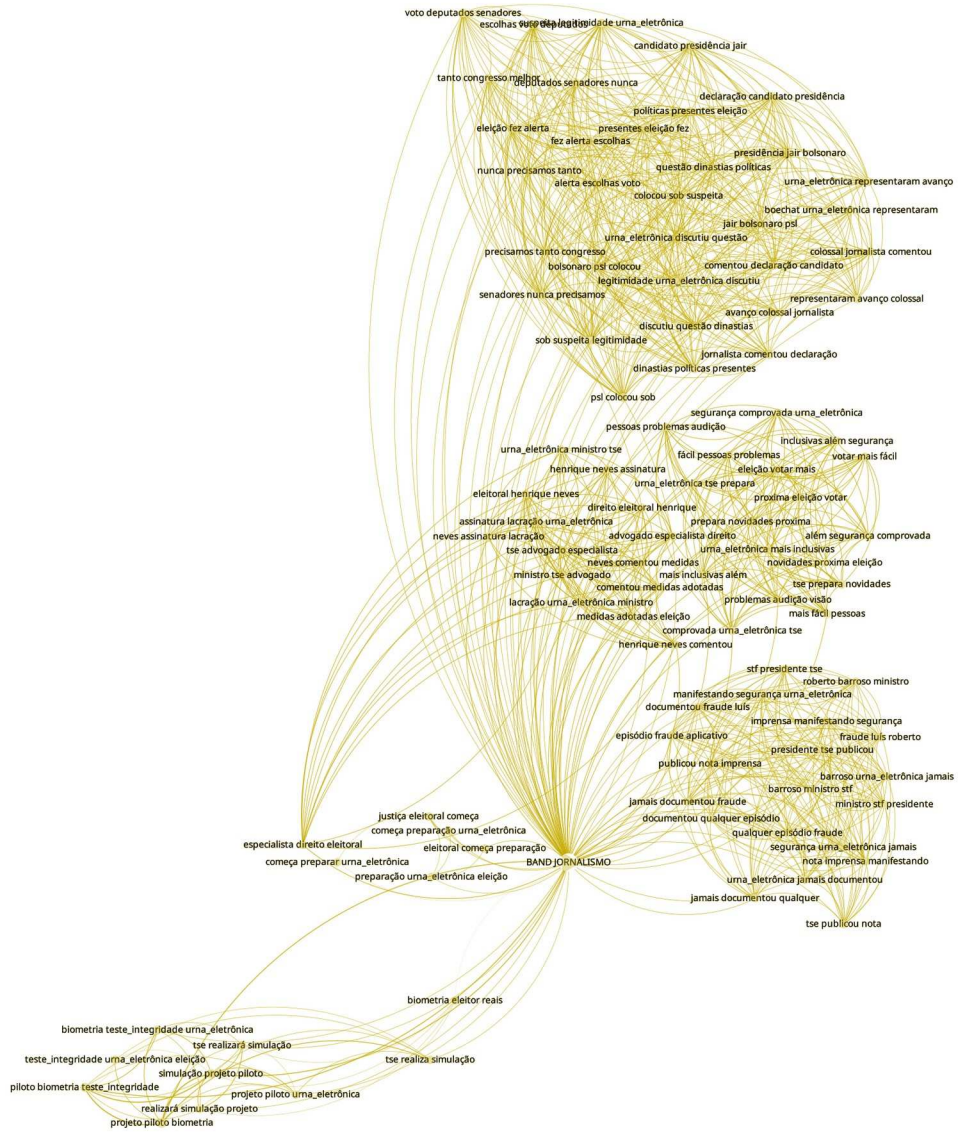 voto deputados senadores
suspeita legitimidade urna_eletrônica
escolhas voto deputados
candidato presidência jair
tanto congresso melhor
deputados senadores nunca
declaração candidato presidência
políticas presentes eleição
eleição fez alerta
presentes eleição fez
fez alerta escolhas
presidência jair bolsonaro
questão dinastias políticas
nunca precisamos tanto
alerta escolhas voto
urna_eletrônica representaram avanço
colocou sob suspeita
boechat urna_eletrônica representaram
jair bolsonaro psl
urna_eletrônica discutiu questão
precisamos tanto congresso
colossal jornalista comentou
bolsonaro psl colocou
comentou declaração candidato
legitimidade urna_eletrônica discutiu
senadores nunca precisamos
representaram avanço colossal
avanço colossal jornalista
discutiu questão dinastias
sob suspeita legitimidade
jornalista comentou declaração
dinastias políticas presentes
psl colocou sob
segurança comprovada urna_eletrônica
pessoas problemas audição
inclusivas além segurança
urna_eletrônica ministro tse
fácil pessoas problemas
votar mais fácil
henrique neves assinatura
eleição votar mais
urna_eletrônica tse prepara
eleitoral henrique neves
proxima eleição votar
direito eleitoral henrique
assinatura lacração urna_eletrônica
prepara novidades proxima
neves assinatura lacração
advogado especialista direito
além segurança comprovada
tse advogado especialista
urna_eletrônica mais inclusivas
neves comentou medidas
novidades proxima eleição
ministro tse advogado
mais inclusivas além
comentou medidas adotadas
tse prepara novidades
lacração urna_eletrônica ministro
problemas audição visão
medidas adotadas eleição
mais fácil pessoas
comprovada urna_eletrônica tse
henrique neves comentou
stf presidente tse
roberto barroso ministro
manifestando segurança urna_eletrônica
documentou fraude luís
imprensa manifestando segurança
episódio fraude aplicativo
fraude luís roberto
presidente tse publicou
publicou nota imprensa
barroso urna_eletrônica jamais
barroso ministro stf
jamais documentou fraude
ministro stf presidente
justiça eleitoral começa
documentou qualquer episódio
começa preparação urna_eletrônica
qualquer episódio fraude
especialista direito eleitoral
eleitoral começa preparação
segurança urna_eletrônica jamais
começa preparar urna_eletrônica
BAND JORNALISMO
nota imprensa manifestando
preparação urna_eletrônica eleição
urna_eletrônica jamais documentou
jamais documentou qualquer
tse publicou nota
biometria eleitor reais
biometria teste_integridade urna_eletrônica
tse realizará simulação
teste_integridade urna_eletrônica eleição
tse realiza simulação
simulação projeto piloto
piloto biometria teste_integridade
projeto piloto urna_eletrônica
realizará simulação projeto
projeto piloto biometria